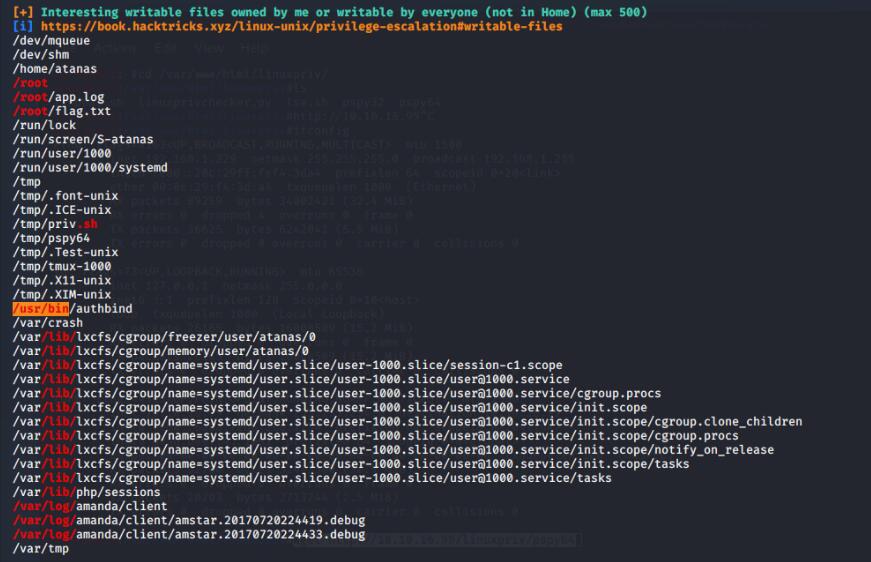 [+] Interesting writable files owned by me or writable by everyone (not in Home) (max 500)
[i] https://book.hacktricks.xyz/linux-unix/privilege-escalation#writable-files
/dev/mqueue
/dev/shm
/home/atanas
/root
/root/app.log
/root/flag.txt
/run/lock
/run/screen/S-atanas
/run/user/1000
/run/user/1000/systemd
/tmp
/tmp/.font-unix
/tmp/.ICE-unix
/tmp/priv.sh
/tmp/pspy64
/tmp/.Test-unix
/tmp/tmux-1000
/tmp/.X11-unix
/tmp/.XIM-unix
/usr/bin/authbind
/var/crash
/var/lib/lxcfs/cgroup/freezer/user/atanas/0
/var/lib/lxcfs/cgroup/memory/user/atanas/0
/var/lib/lxcfs/cgroup/name=systemd/user.slice/user-1000.slice/session-c1.scope
/var/lib/lxcfs/cgroup/name=systemd/user.slice/user-1000.slice/user@1000.service
/var/lib/lxcfs/cgroup/name=systemd/user.slice/user-1000.slice/user@1000.service/cgroup.procs
/var/lib/lxcfs/cgroup/name=systemd/user.slice/user-1000.slice/user@1000.service/init.scope
/var/lib/lxcfs/cgroup/name=systemd/user.slice/user-1000.slice/user@1000.service/init.scope/cgroup.clone_children
/var/lib/lxcfs/cgroup/name=systemd/user.slice/user-1000.slice/user@1000.service/init.scope/cgroup.procs
/var/lib/lxcfs/cgroup/name=systemd/user.slice/user-1000.slice/user@1000.service/init.scope/notify_on_release
/var/lib/lxcfs/cgroup/name=systemd/user.slice/user-1000.slice/user@1000.service/init.scope/tasks
/var/lib/lxcfs/cgroup/name=systemd/user.slice/user-1000.slice/user@1000.service/tasks
/var/lib/php/sessions
/var/log/amanda/client
/var/log/amanda/client/amstar.20170720224419.debug
/var/log/amanda/client/amstar.20170720224433.debug
/var/tmp